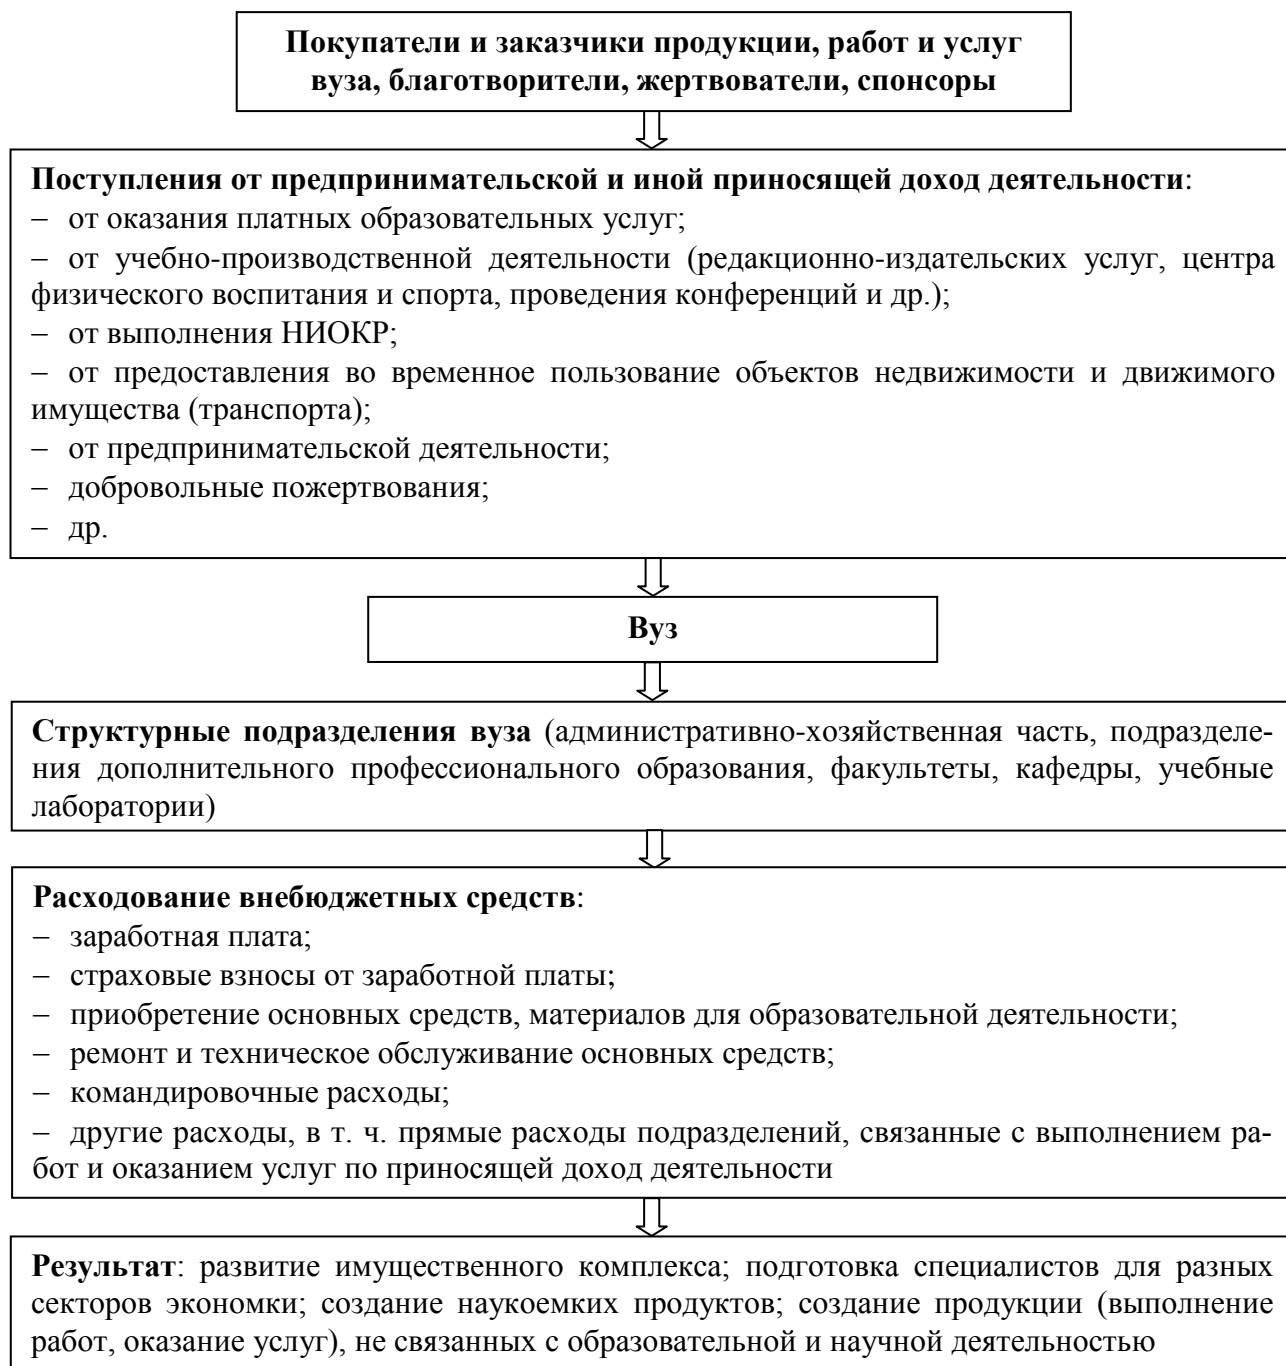 Покупатели и заказчики продукции, работ и услуг
вуза, благотворители, жертвователи, спонсоры
Поступления от предпринимательской и иной приносящей доход деятельности:
– от оказания платных образовательных услуг;
– от учебно-производственной деятельности (редакционно-издательских услуг, центра
физического воспитания и спорта, проведения конференций и др.);
– от выполнения НИОКР;
– от предоставления во временное пользование объектов недвижимости и движимого
имущества (транспорта);
– от предпринимательской деятельности;
– добровольные пожертвования;
– др.
Вуз
Структурные подразделения вуза (административно-хозяйственная часть, подразделе-
ния дополнительного профессионального образования, факультеты, кафедры, учебные
лаборатории)
Расходование внебюджетных средств:
– заработная плата;
– страховые взносы от заработной платы;
– приобретение основных средств, материалов для образовательной деятельности;
– ремонт и техническое обслуживание основных средств;
– командировочные расходы;
– другие расходы, в т. ч. прямые расходы подразделений, связанные с выполнением ра-
бот и оказанием услуг по приносящей доход деятельности
Результат: развитие имущественного комплекса; подготовка специалистов для разных
секторов экономки; создание наукоемких продуктов; создание продукции (выполнение
работ, оказание услуг), не связанных с образовательной и научной деятельностью